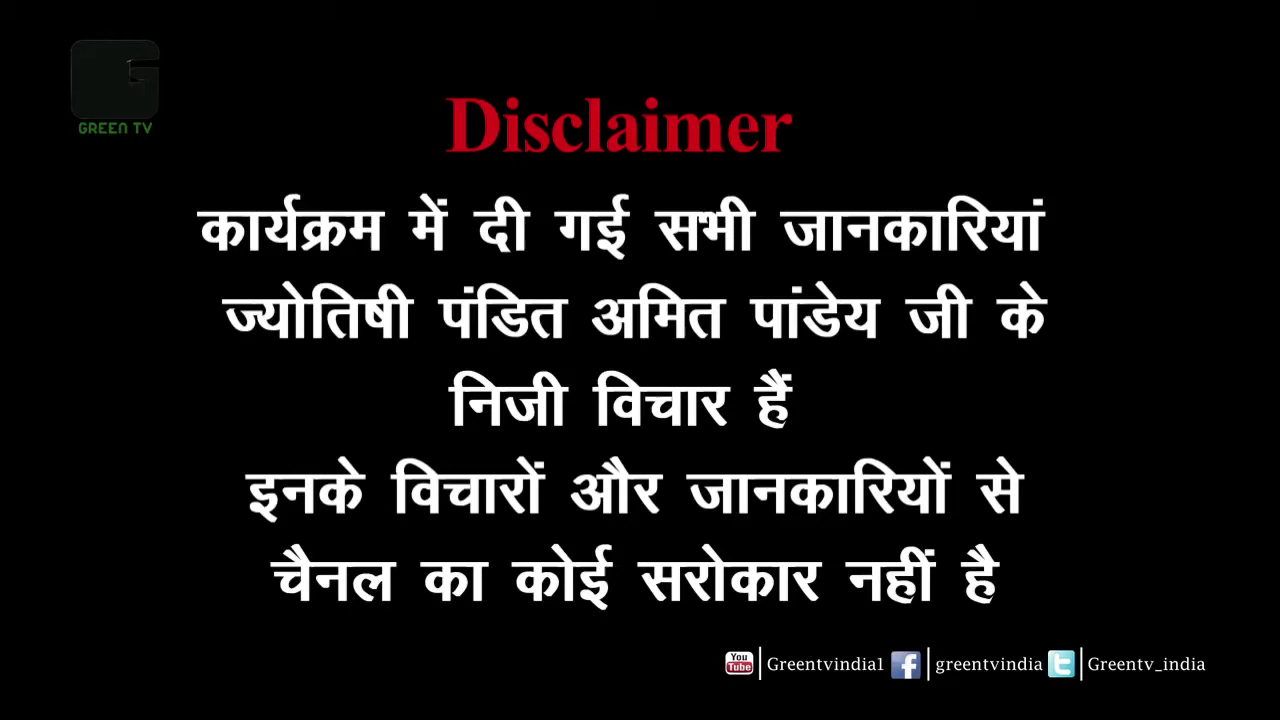 GREEN TV
Disclaimer
कार्यक्रम में दी गई सभी जानकारियां
ज्योतिषी पंडित अमित पांडेय जी के
निजी विचार हैं
इनके विचारों और जानकारियों से
चैनल का कोई सरोकार नहीं है
You Tube Greentvindia1 f greentvindia t Greentv_india